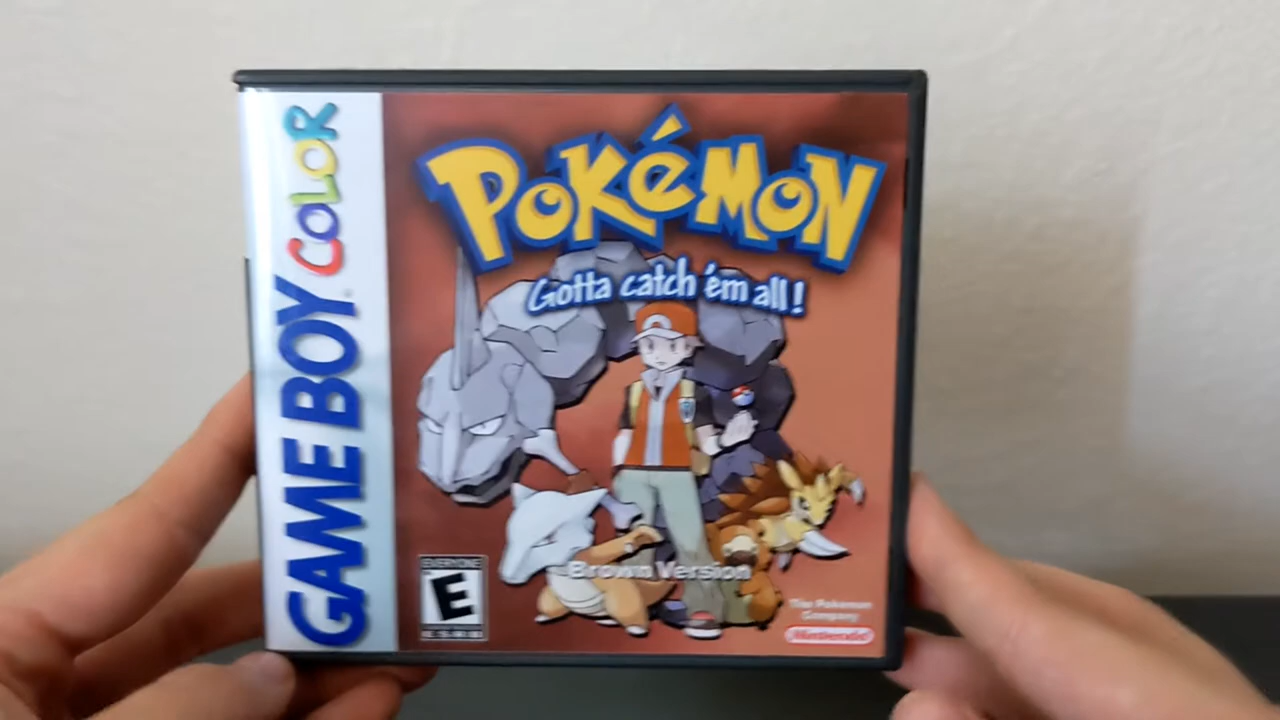 GAME BOY COLOR
POKéMON
Gotta catch 'em all!
Brown Version
EVERYONE
E
The Pokémon
Company
Nintendo